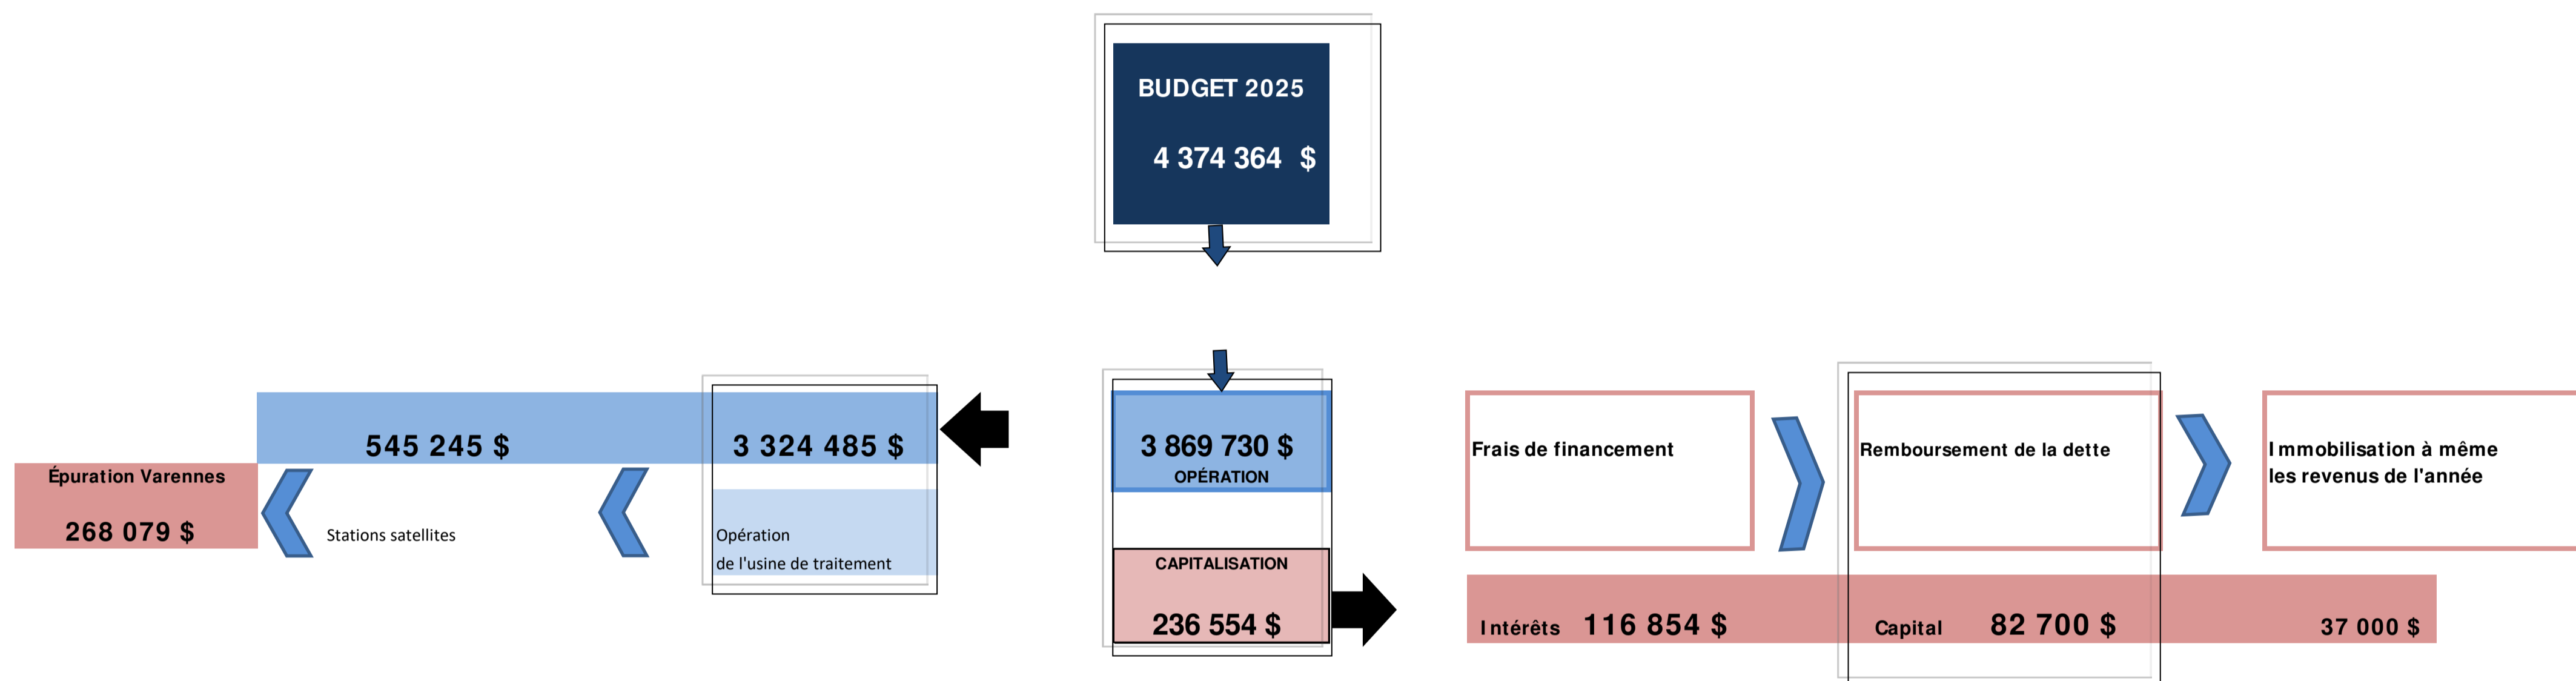 BUDGET 2025
4 374 364 $
545 245 $
3 324 485 $
Épuration Varennes
268 079 $
Stations satellites
Opération
de l'usine de traitement
3 869 730 $
OPÉRATION
CAPITALISATION
236 554 $
Frais de financement
Remboursement de la dette
Immobilisation à même
les revenus de l'année
Intérêts 116 854 $
Capital 82 700 $
37 000 $